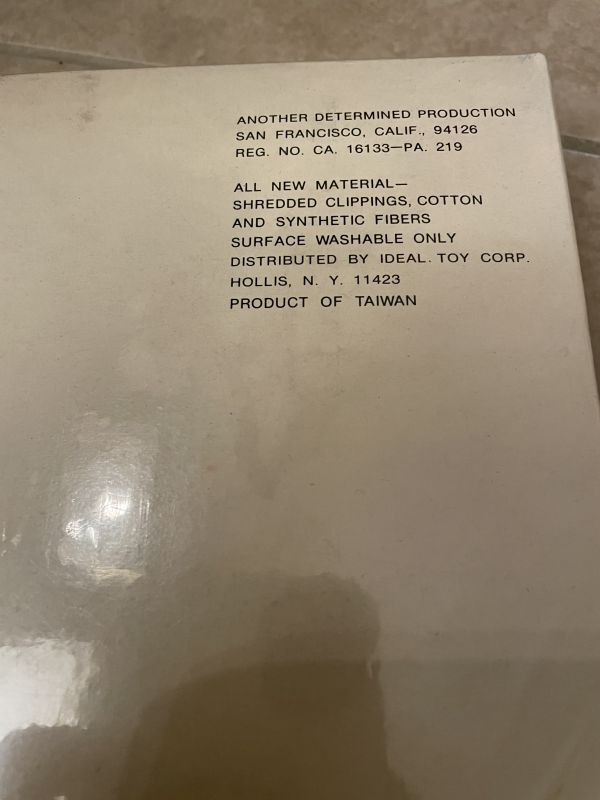 ANOTHER DETERMINED PRODUCTION
SAN FRANCISCO, CALIF., 94126
REG. NO. CA. 16133—PA. 219
ALL NEW MATERIAL—
SHREDDED CLIPPINGS, COTTON
AND SYNTHETIC FIBERS
SURFACE WASHABLE ONLY
DISTRIBUTED BY IDEAL. TOY CORP.
HOLLIS, N. Y. 11423
PRODUCT OF TAIWAN